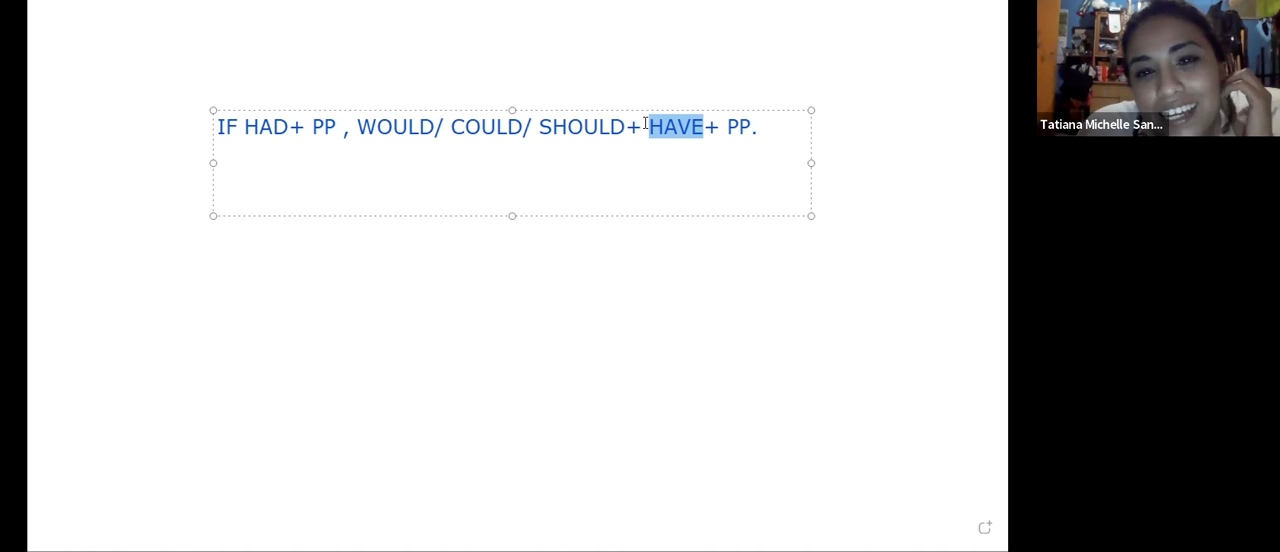 IF HAD+ PP , WOULD/ COULD/ SHOULD+ HAVE+ PP.
Tatiana Michelle San...